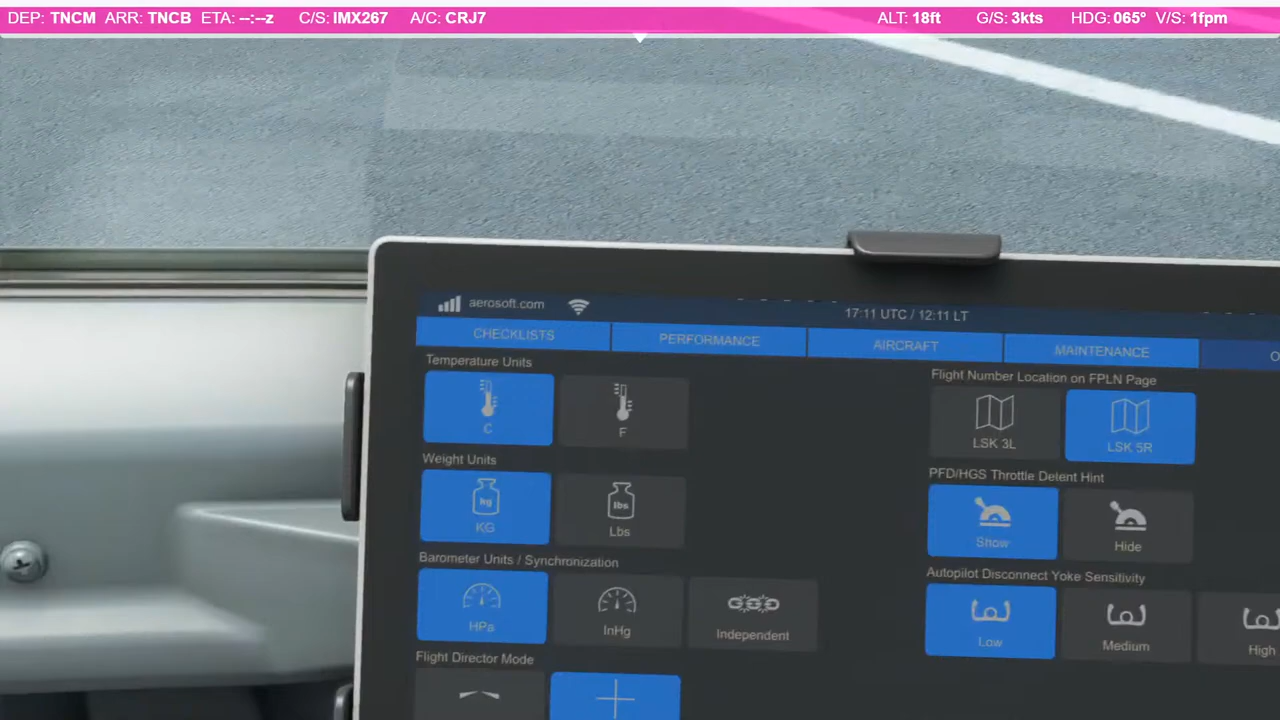 DEP: TNCM ARR: TNCB ETA: --:--z C/S: IMX267 A/C: CRJ7 ALT: 18ft G/S: 3kts HDG: 065° V/S: 1fpm
aerosoft.com 17:11 UTC / 12:11 LT
CHECKLISTS PERFORMANCE AIRCRAFT MAINTENANCE
Temperature Units
C F
Weight Units
kg lbs
KG Lbs
Barometer Units / Synchronization
HPa InHg Independent
Flight Director Mode
Flight Number Location on FPLN Page
LSK 3L LSK 5R
PFD/HGS Throttle Detent Hint
Show Hide
Autopilot Disconnect Yoke Sensitivity
Low Medium High